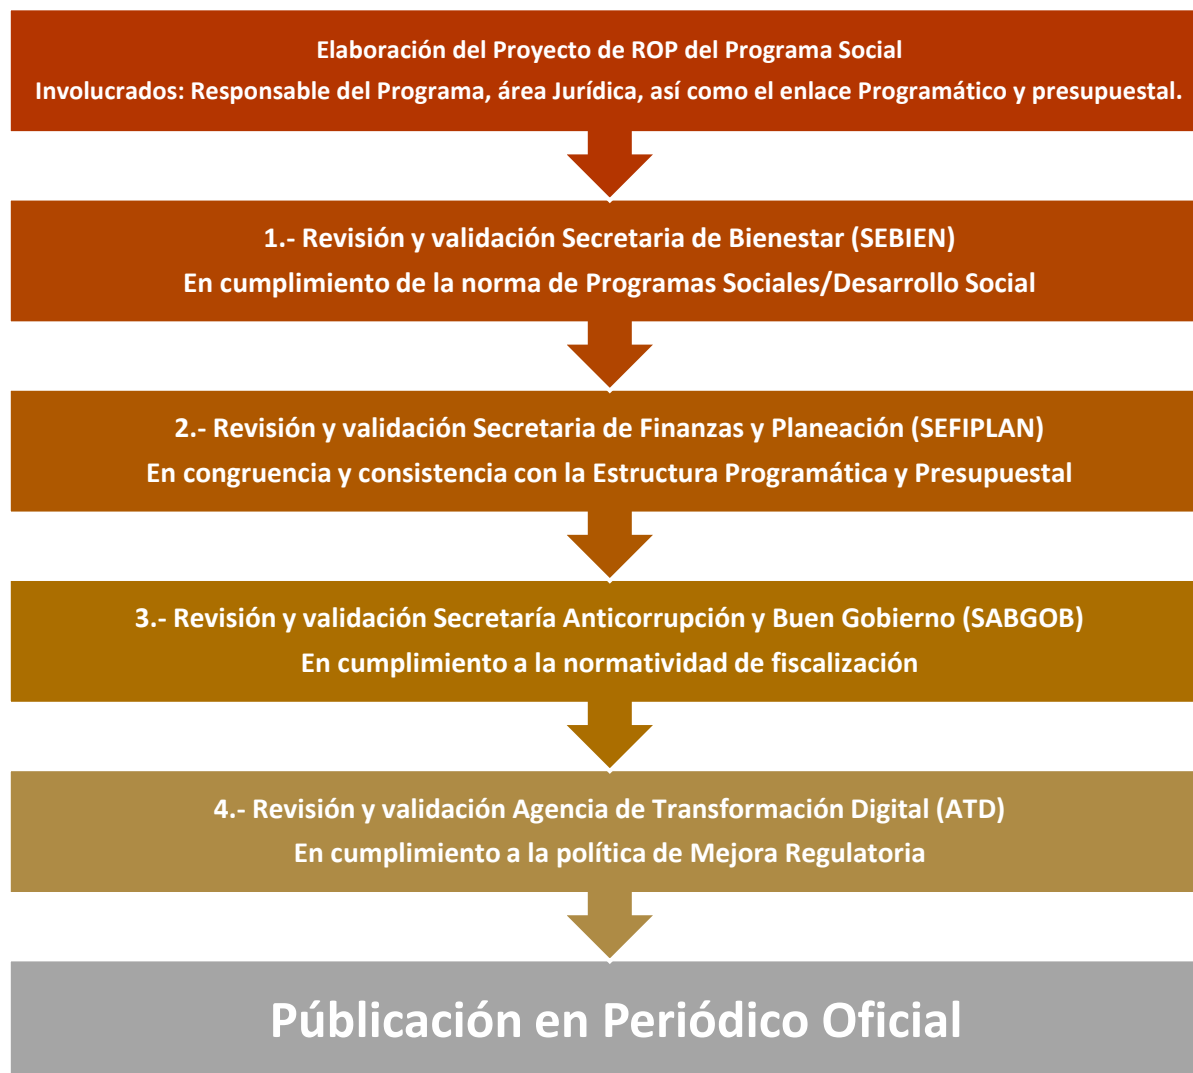 Elaboración del Proyecto de ROP del Programa Social
Involucrados: Responsable del Programa, área Jurídica, así como el enlace Programático y presupuestal.
1.- Revisión y validación Secretaria de Bienestar (SEBIEN)
En cumplimiento de la norma de Programas Sociales/Desarrollo Social
2.- Revisión y validación Secretaria de Finanzas y Planeación (SEFIPLAN)
En congruencia y consistencia con la Estructura Programática y Presupuestal
3.- Revisión y validación Secretaría Anticorrupción y Buen Gobierno (SABGOB)
En cumplimiento a la normatividad de fiscalización
4.- Revisión y validación Agencia de Transformación Digital (ATD)
En cumplimiento a la política de Mejora Regulatoria
Públicación en Periódico Oficial